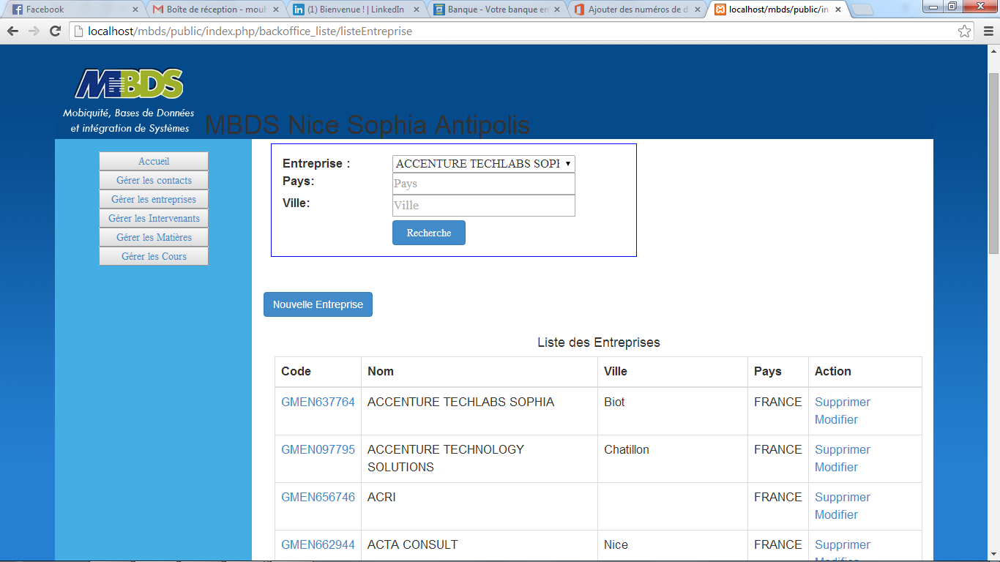 Facebook
Boîte de réception - mouh
(1) Bienvenue ! | LinkedIn
Banque - Votre banque en
Ajouter des numéros de d
localhost/mbds/public/in
localhost/mbds/public/index.php/backoffice_liste/listeEntreprise
MBDS
Mobiquité, Bases de Données
et intégration de Systèmes
MBDS Nice Sophia Antipolis
Accueil
Gérer les contacts
Gérer les entreprises
Gérer les Intervenants
Gérer les Matières
Gérer les Cours
Entreprise :
ACCENTURE TECHLABS SOPI
Pays:
Pays
Ville:
Ville
Recherche
Nouvelle Entreprise
Liste des Entreprises
Code Nom Ville Pays Action
GMEN637764 ACCENTURE TECHLABS SOPHIA Biot FRANCE Supprimer
Modifier
GMEN097795 ACCENTURE TECHNOLOGY Chatillon FRANCE Supprimer
SOLUTIONS Modifier
GMEN656746 ACRI FRANCE Supprimer
Modifier
GMEN662944 ACTA CONSULT Nice FRANCE Supprimer